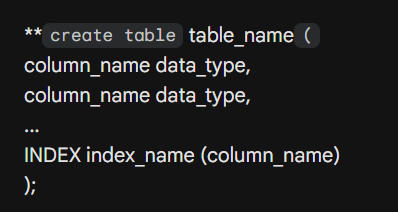 **create table table_name (
column_name data_type,
column_name data_type,
...
INDEX index_name (column_name)
);